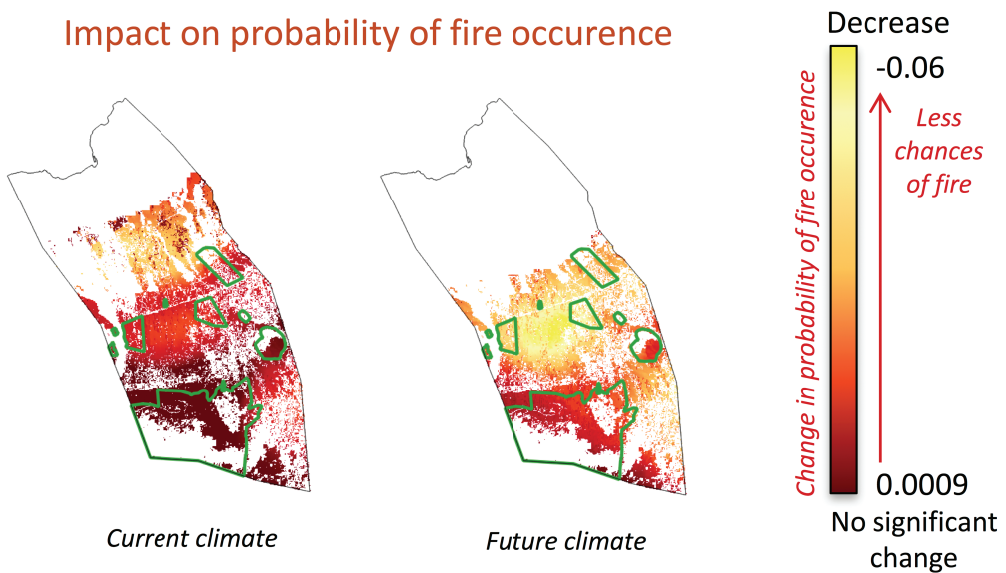 Impact on probability of fire occurence
Decrease
-0.06
Change in probability of fire occurence
Less
chances
of fire
0.0009
No significant
change
Current climate
Future climate